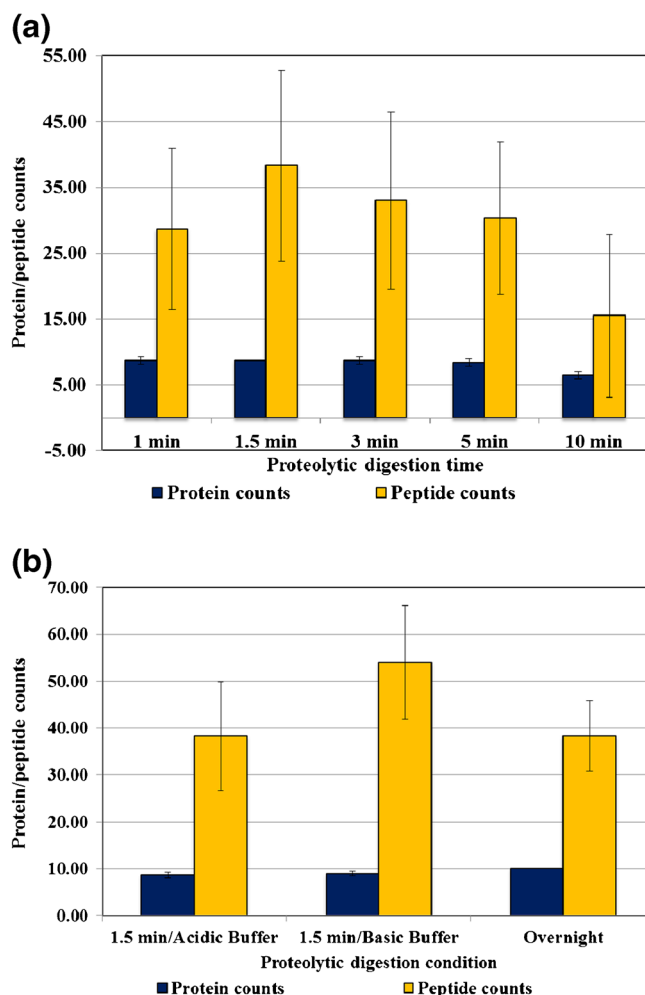 (a)
55.00
45.00
35.00
25.00
15.00
5.00
-5.00
Protein/peptide counts
1 min 1.5 min 3 min 5 min 10 min
Proteolytic digestion time
Protein counts Peptide counts
(b)
70.00
60.00
50.00
40.00
30.00
20.00
10.00
0.00
Protein/peptide counts
1.5 min/Acidic Buffer 1.5 min/Basic Buffer Overnight
Proteolytic digestion condition
Protein counts Peptide counts